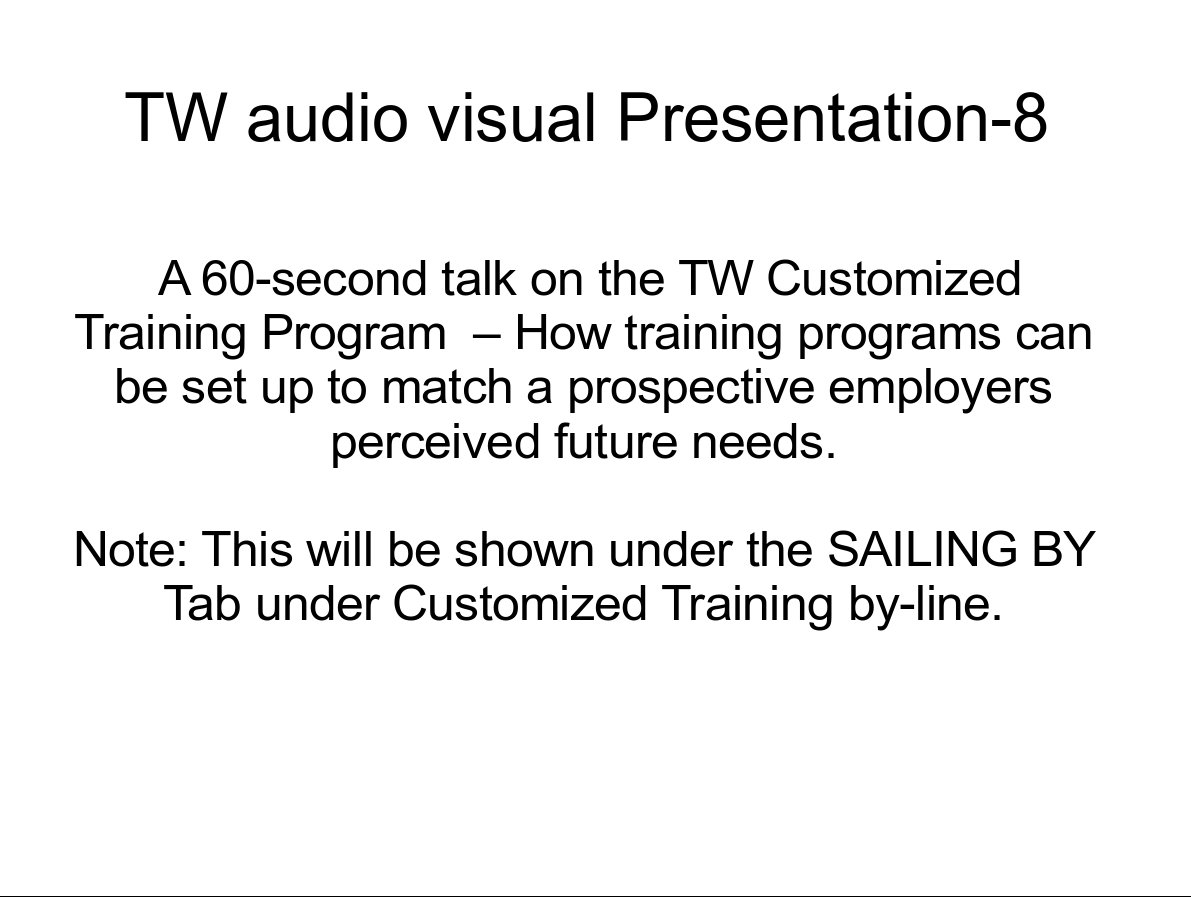 TW audio visual Presentation-8
A 60-second talk on the TW Customized
Training Program  – How training programs can
be set up to match a prospective employers
perceived future needs.
Note: This will be shown under the SAILING BY
Tab under Customized Training by-line.